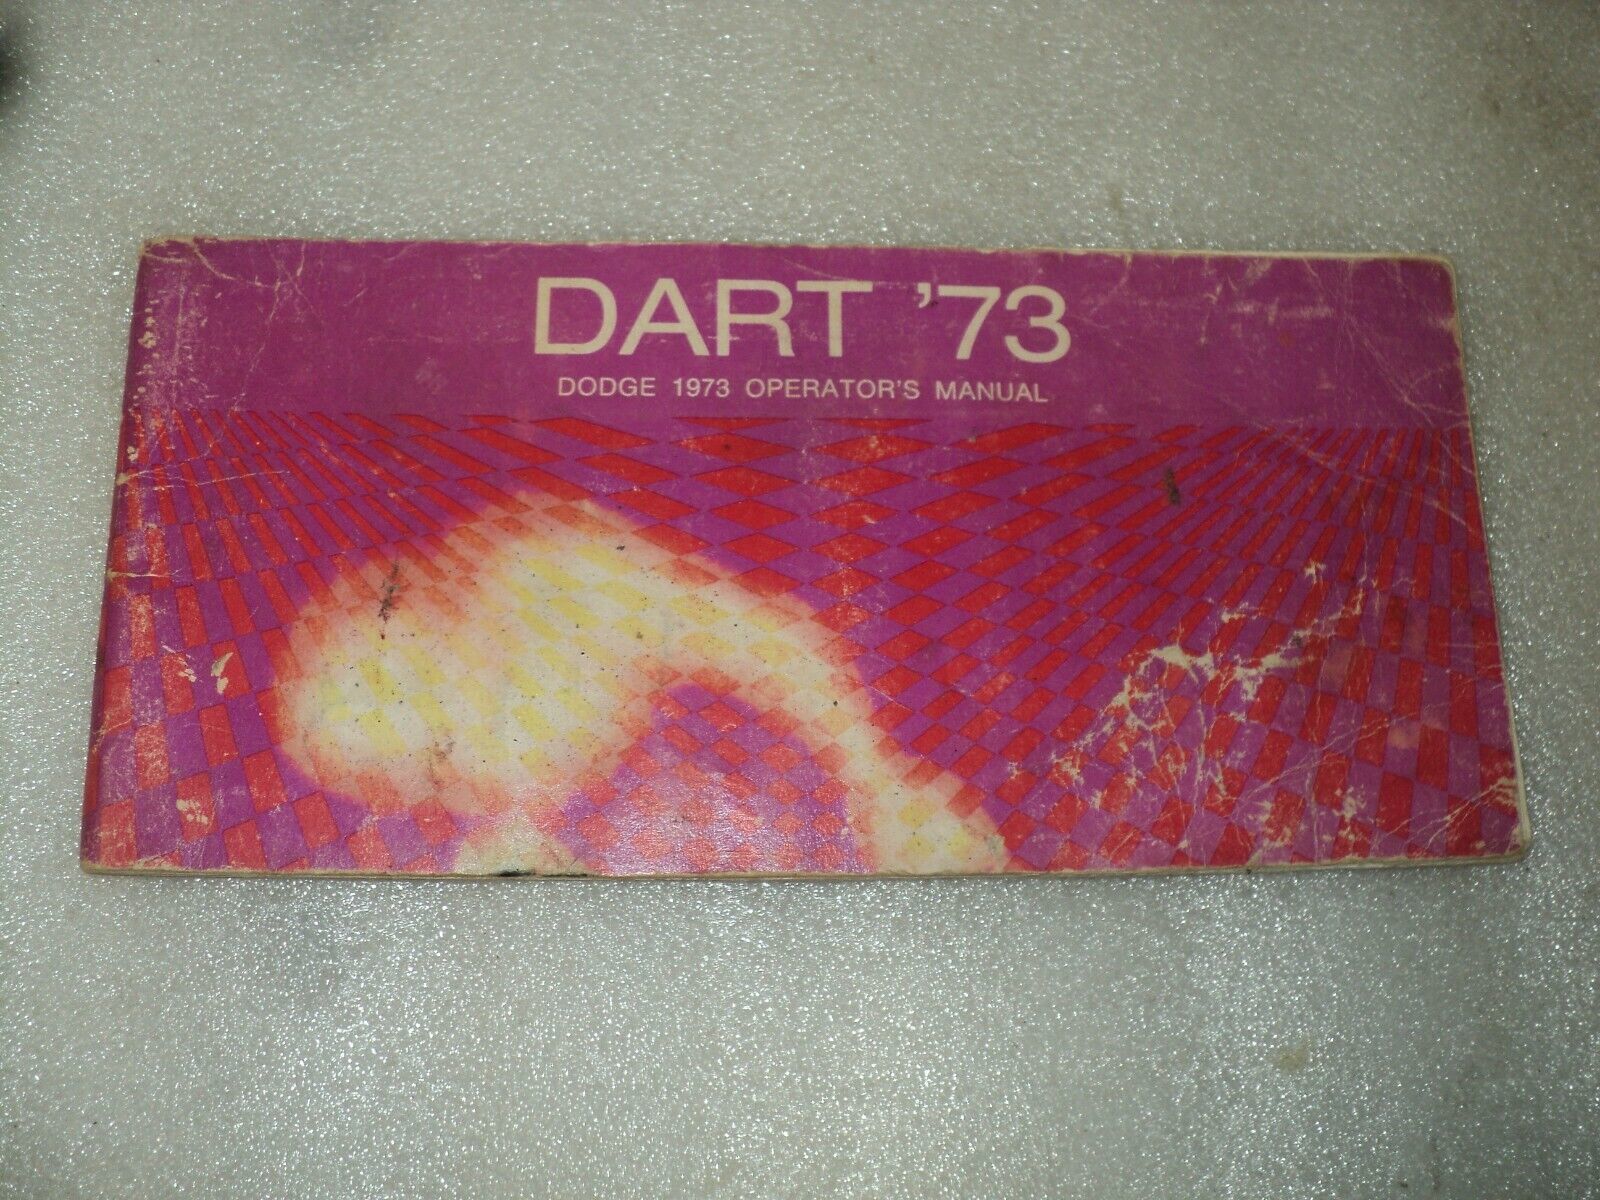 DART '73
DODGE 1973 OPERATOR'S MANUAL